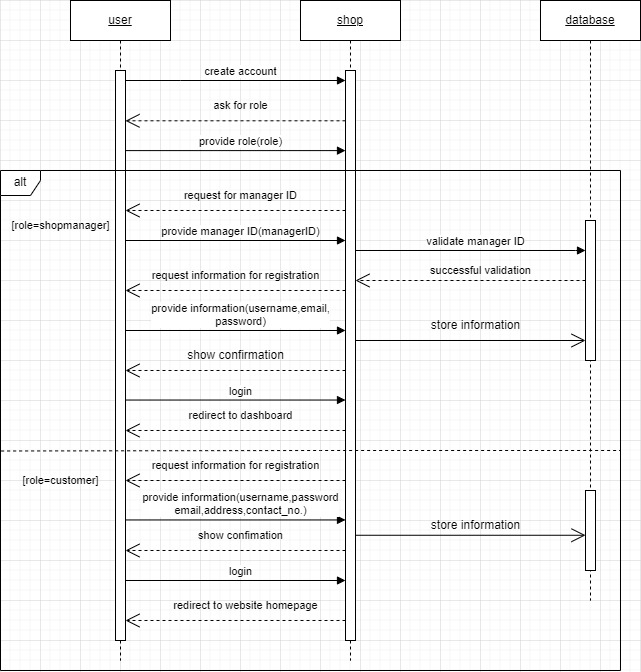 user
shop
database
create account
ask for role
provide role(role)
alt
request for manager ID
[role=shopmanager]
provide manager ID(managerID)
validate manager ID
successful validation
request information for registration
provide information(username,email,
password)
store information
show confirmation
login
redirect to dashboard
request information for registration
[role=customer]
provide information(username,password
email,address,contact_no.)
store information
show confimation
login
redirect to website homepage